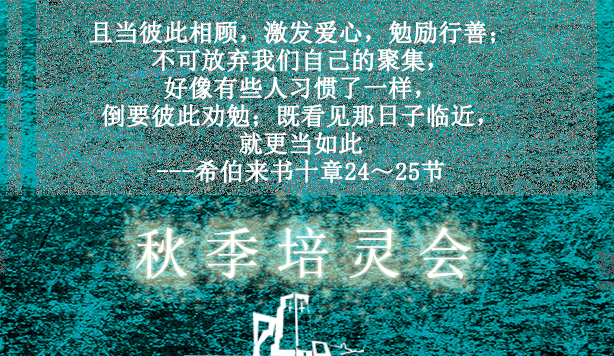 且当彼此相顾，激发爱心，勉励行善；
不可放弃我们自己的聚集，
好像有些人习惯了一样，
倒要彼此劝勉；既看见那日子临近，
就更当如此
---希伯来书十章24～25节
秋季培灵会